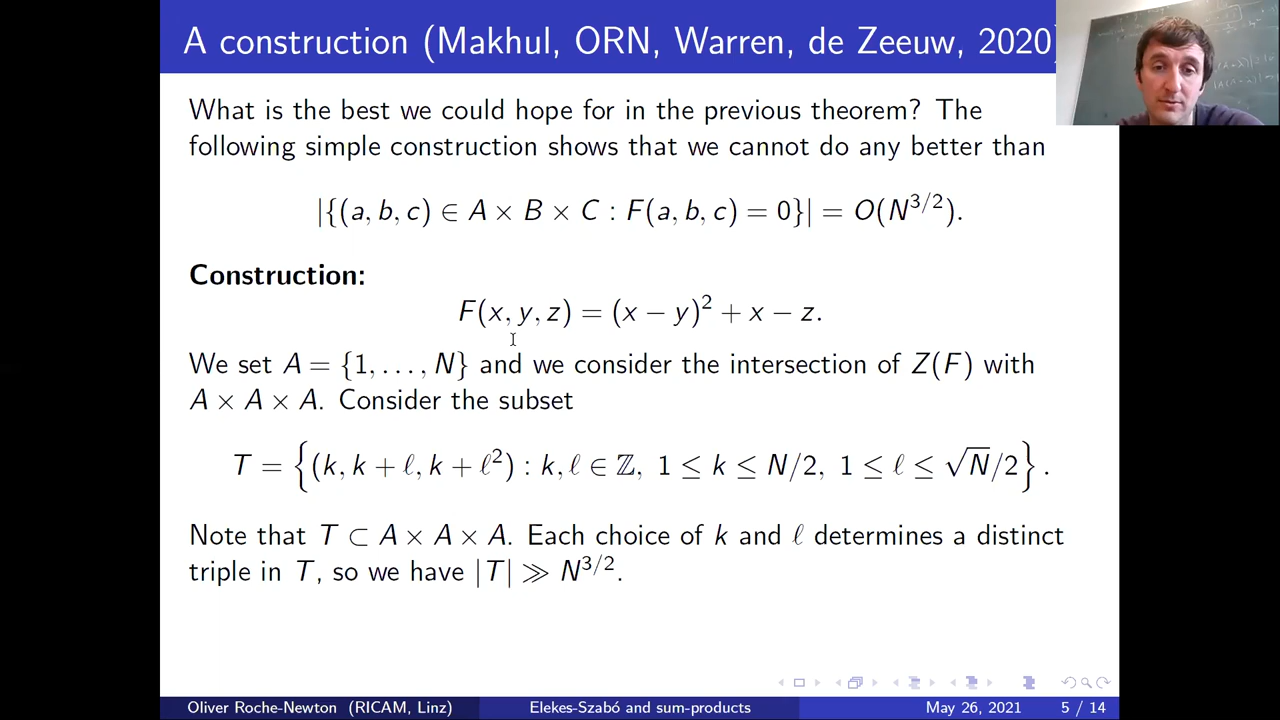 A construction (Makhul, ORN, Warren, de Zeeuw, 2020)
What is the best we could hope for in the previous theorem? The
following simple construction shows that we cannot do any better than
|{(a, b, c) ∈ A × B × C : F(a, b, c) = 0}| = O(N^{3/2}).
Construction:
F(x, y, z) = (x − y)² + x − z.
We set A = {1, . . . , N} and we consider the intersection of Z(F) with
A × A × A. Consider the subset
T = {(k, k + ℓ, k + ℓ²) : k, ℓ ∈ ℤ, 1 ≤ k ≤ N/2, 1 ≤ ℓ ≤ √N/2}.
Note that T ⊂ A × A × A. Each choice of k and ℓ determines a distinct
triple in T, so we have |T| ≫ N^{3/2}.
Oliver Roche-Newton (RICAM, Linz)
Elekes-Szabó and sum-products
May 26, 2021
5 / 14